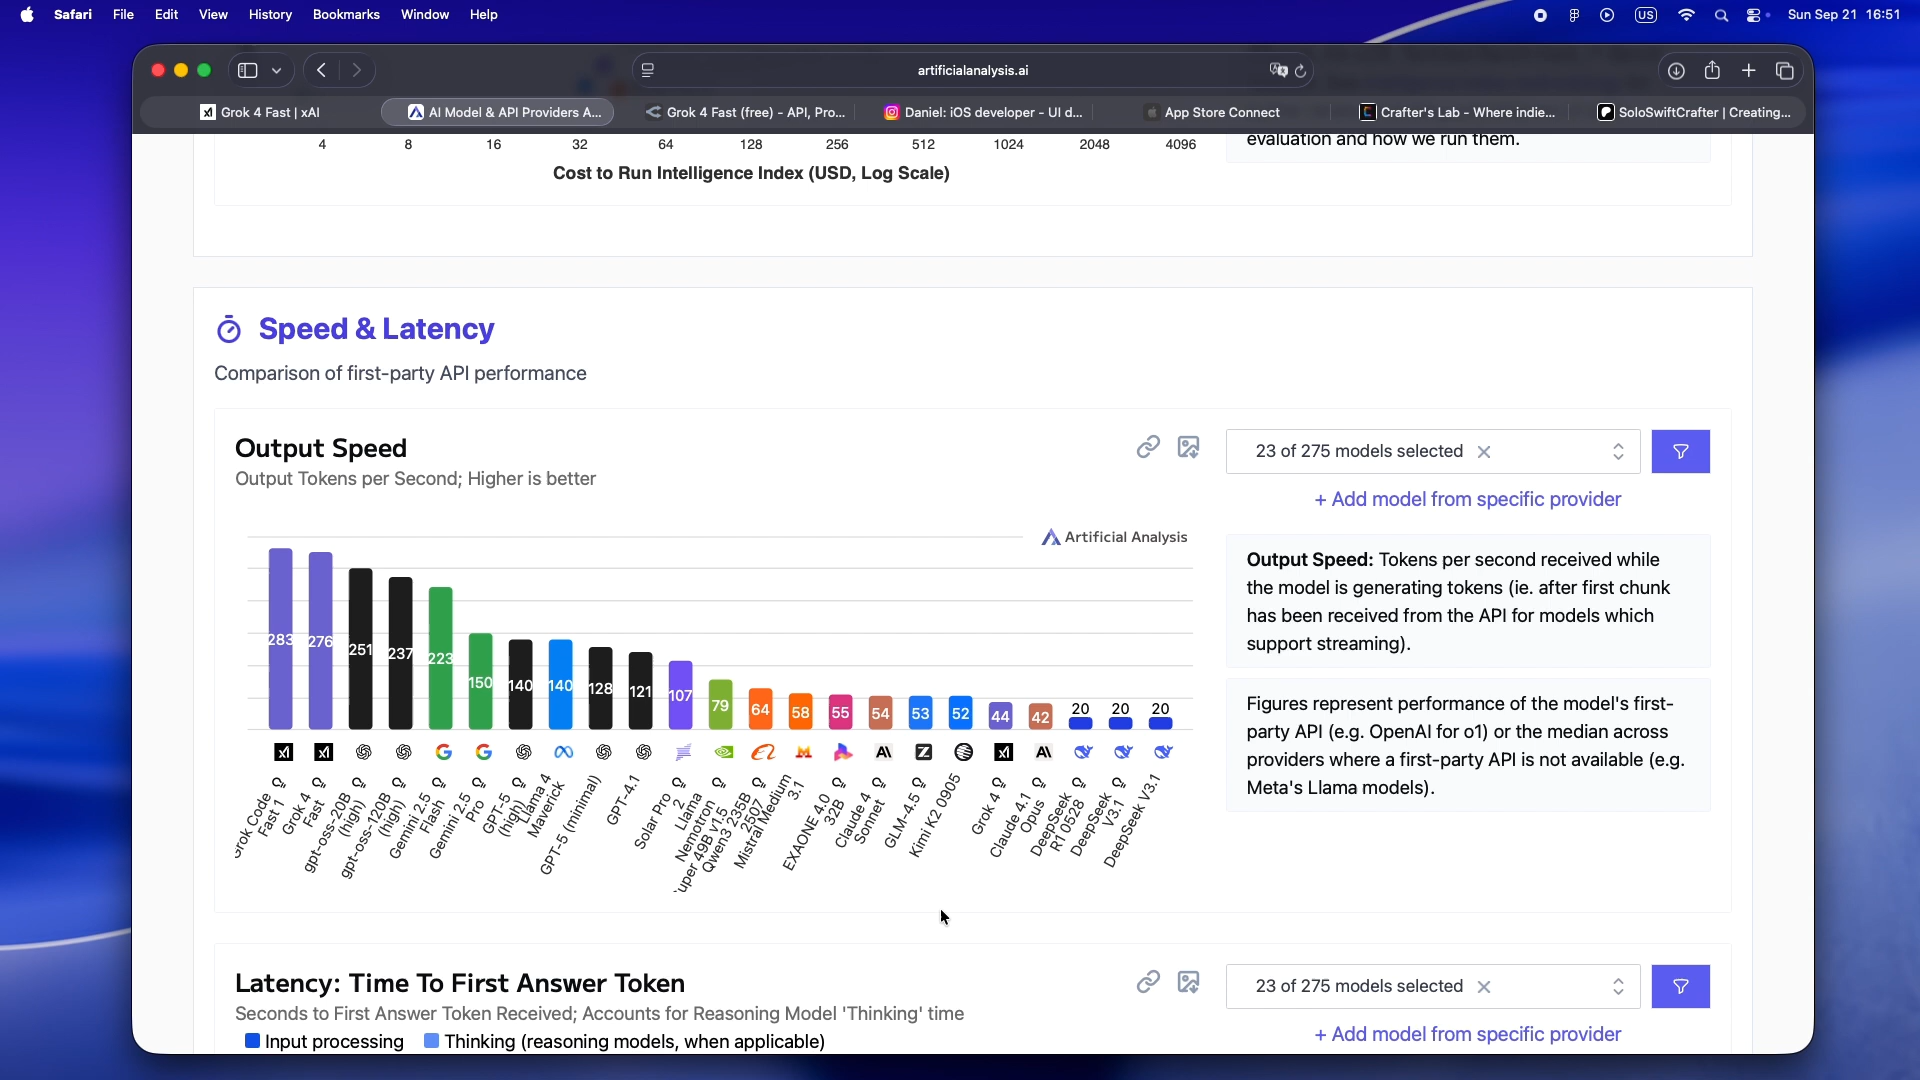 Safari File Edit View History Bookmarks Window Help US Sun Sep 21 16:51
artificialanalysis.ai
Grok 4 Fast | xAI
AI Model & API Providers A...
Grok 4 Fast (free) - API, Pro...
Daniel: iOS developer - UI d...
App Store Connect
Crafter's Lab - Where indie...
SoloSwiftCrafter | Creating...
4 8 16 32 64 128 256 512 1024 2048 4096
Cost to Run Intelligence Index (USD, Log Scale)
evaluation and how we run them.
Speed & Latency
Comparison of first-party API performance
Output Speed
Output Tokens per Second; Higher is better
23 of 275 models selected
+ Add model from specific provider
Artificial Analysis
283 276 251 237 223 150 140 140 128 121 107 79 64 58 55 54 53 52 44 42 20 20 20
Grok Code
Fast 1
Grok 4
Fast
gpt-oss-20B
(high)
gpt-oss-120B
(high)
Gemini 2.5
Flash
Gemini 2.5
Pro
GPT-5
(high)
Llama 4
Maverick
GPT-5 (minimal)
GPT-4.1
Solar Pro
2
Llama
Nemotron
Super 49B v1.5
Qwen3 235B
2507
Mistral Medium
3.1
EXAONE 4.0
32B
Claude 4
Sonnet
GLM-4.5
Kimi K2 0905
Grok 4
Claude 4.1
Opus
DeepSeek
R1 0528
DeepSeek
V3.1
DeepSeek V3.1
Output Speed: Tokens per second received while
the model is generating tokens (ie. after first chunk
has been received from the API for models which
support streaming).
Figures represent performance of the model's first-
party API (e.g. OpenAI for o1) or the median across
providers where a first-party API is not available (e.g.
Meta's Llama models).
Latency: Time To First Answer Token
Seconds to First Answer Token Received; Accounts for Reasoning Model 'Thinking' time
Input processing Thinking (reasoning models, when applicable)
23 of 275 models selected
+ Add model from specific provider